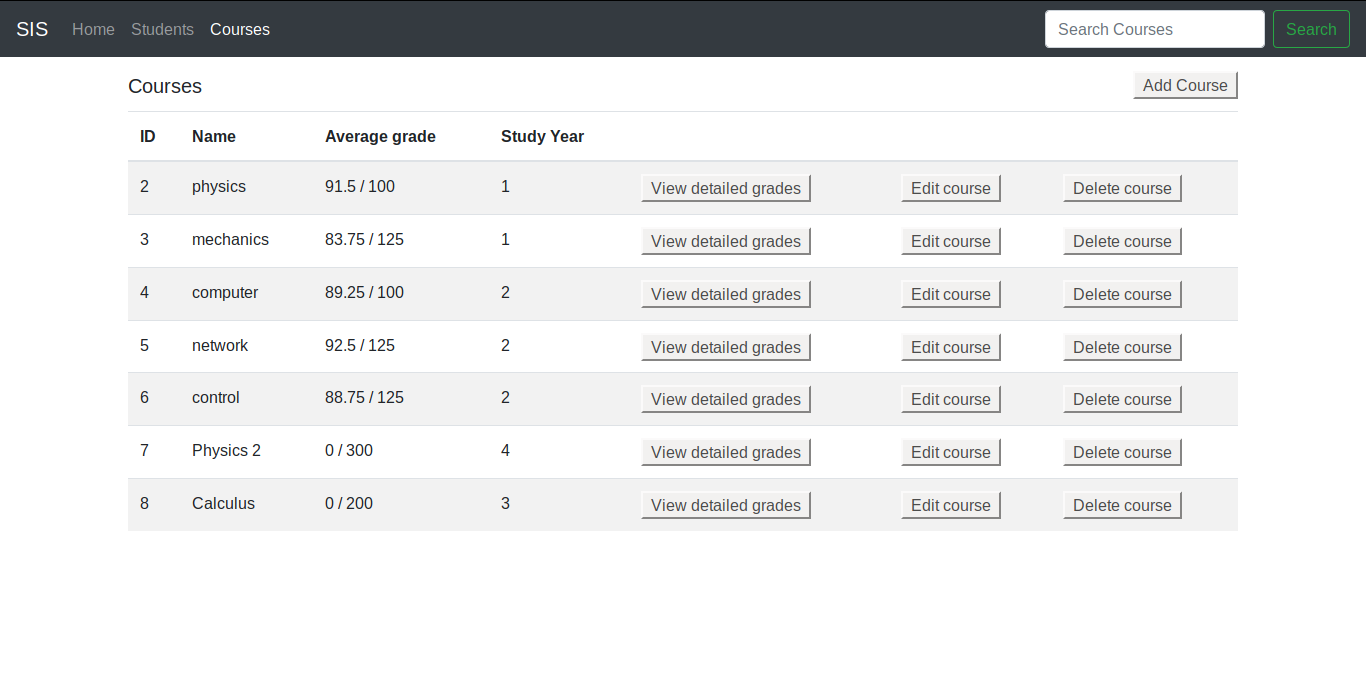 SIS Home Students Courses Search Courses Search
Courses Add Course
ID Name Average grade Study Year
2 physics 91.5 / 100 1 View detailed grades Edit course Delete course
3 mechanics 83.75 / 125 1 View detailed grades Edit course Delete course
4 computer 89.25 / 100 2 View detailed grades Edit course Delete course
5 network 92.5 / 125 2 View detailed grades Edit course Delete course
6 control 88.75 / 125 2 View detailed grades Edit course Delete course
7 Physics 2 0 / 300 4 View detailed grades Edit course Delete course
8 Calculus 0 / 200 3 View detailed grades Edit course Delete course